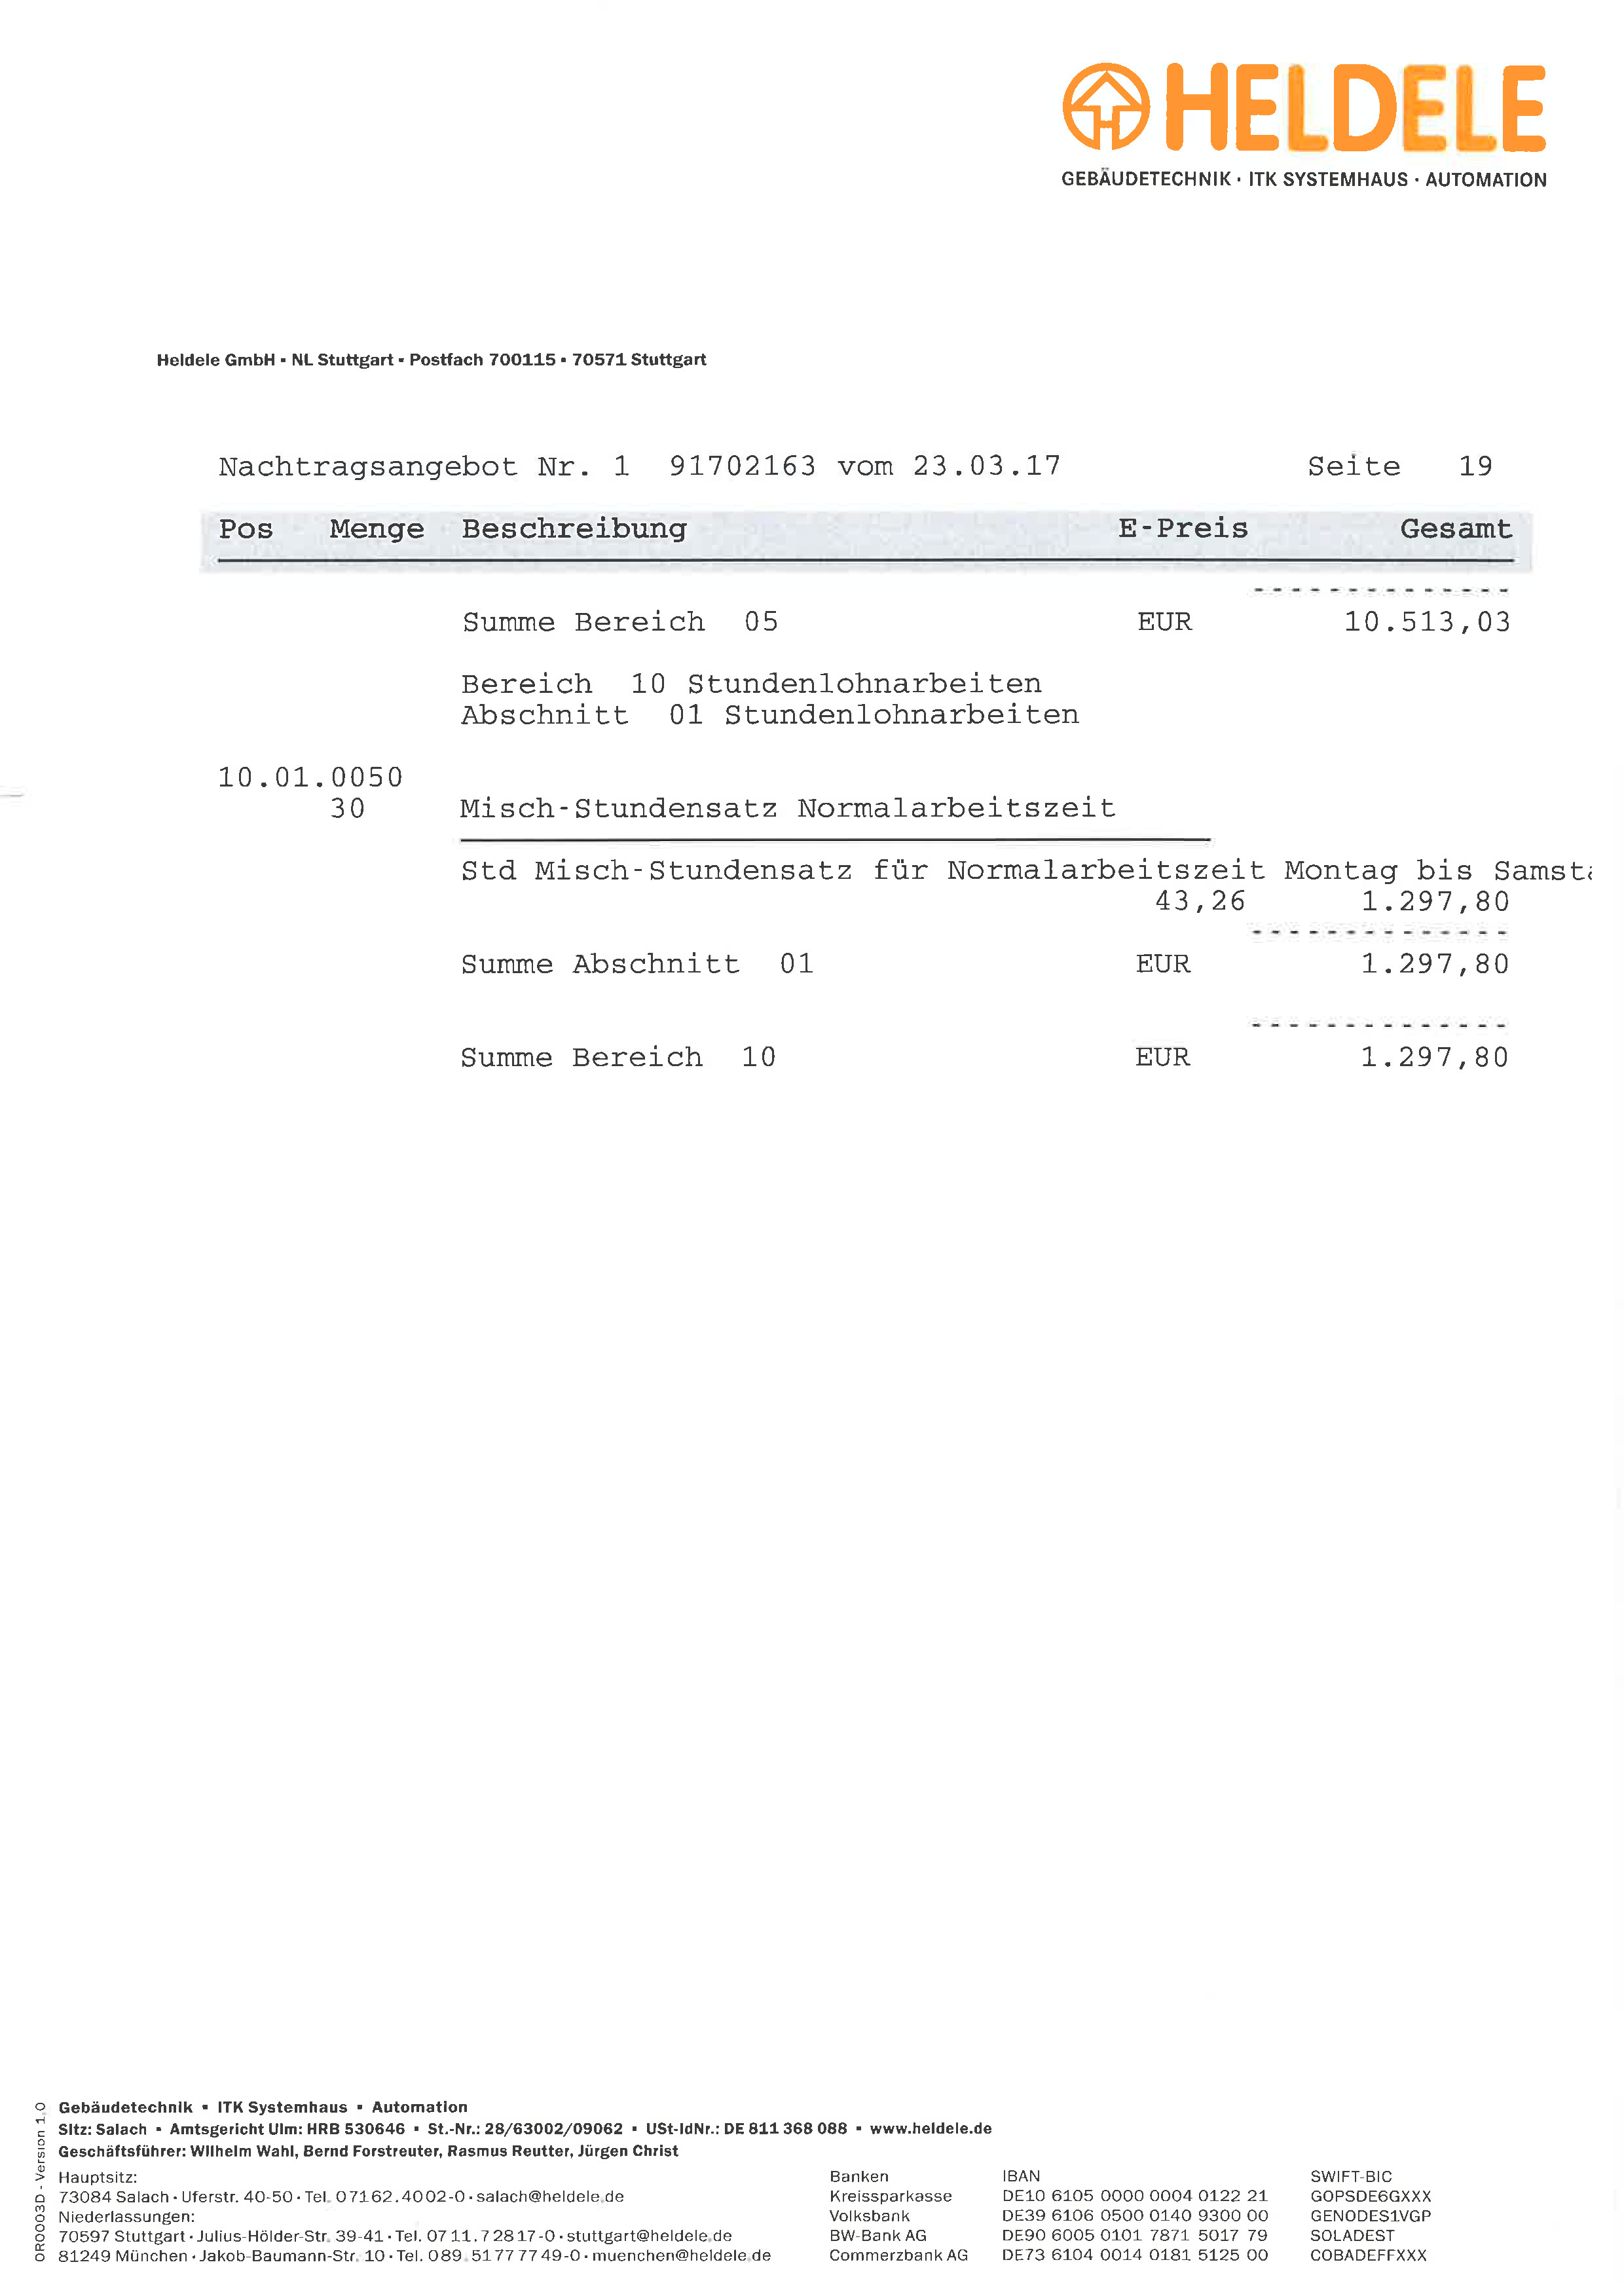 HELDELE
GEBÄUDETECHNIK · ITK SYSTEMHAUS · AUTOMATION
Heldele GmbH ▪ NL Stuttgart ▪ Postfach 700115 ▪ 70571 Stuttgart
Nachtragsangebot Nr. 1 91702163 vom 23.03.17 Seite 19
Pos Menge Beschreibung E-Preis Gesamt
Summe Bereich 05 EUR 10.513,03
Bereich 10 Stundenlohnarbeiten
Abschnitt 01 Stundenlohnarbeiten
10.01.0050
30 Misch-Stundensatz Normalarbeitszeit
Std Misch-Stundensatz für Normalarbeitszeit Montag bis Samst
43,26 1.297,80
Summe Abschnitt 01 EUR 1.297,80
Summe Bereich 10 EUR 1.297,80
OR0003D - Version 1.0
Gebäudetechnik ▪ ITK Systemhaus ▪ Automation
Sitz: Salach ▪ Amtsgericht Ulm: HRB 530646 ▪ St.-Nr.: 28/63002/09062 ▪ USt-IdNr.: DE 811 368 088 ▪ www.heldele.de
Geschäftsführer: Wilhelm Wahl, Bernd Forstreuter, Rasmus Reutter, Jürgen Christ
Hauptsitz: Banken IBAN SWIFT-BIC
73084 Salach · Uferstr. 40-50 · Tel. 07162.4002-0 · salach@heldele.de Kreissparkasse DE10 6105 0000 0004 0122 21 GOPSDE6GXXX
Niederlassungen: Volksbank DE39 6106 0500 0140 9300 00 GENODES1VGP
70597 Stuttgart · Julius-Hölder-Str. 39-41 · Tel. 0711.72817-0 · stuttgart@heldele.de BW-Bank AG DE90 6005 0101 7871 5017 79 SOLADEST
81249 München · Jakob-Baumann-Str. 10 · Tel. 089.51777749-0 · muenchen@heldele.de Commerzbank AG DE73 6104 0014 0181 5125 00 COBADEFFXXX